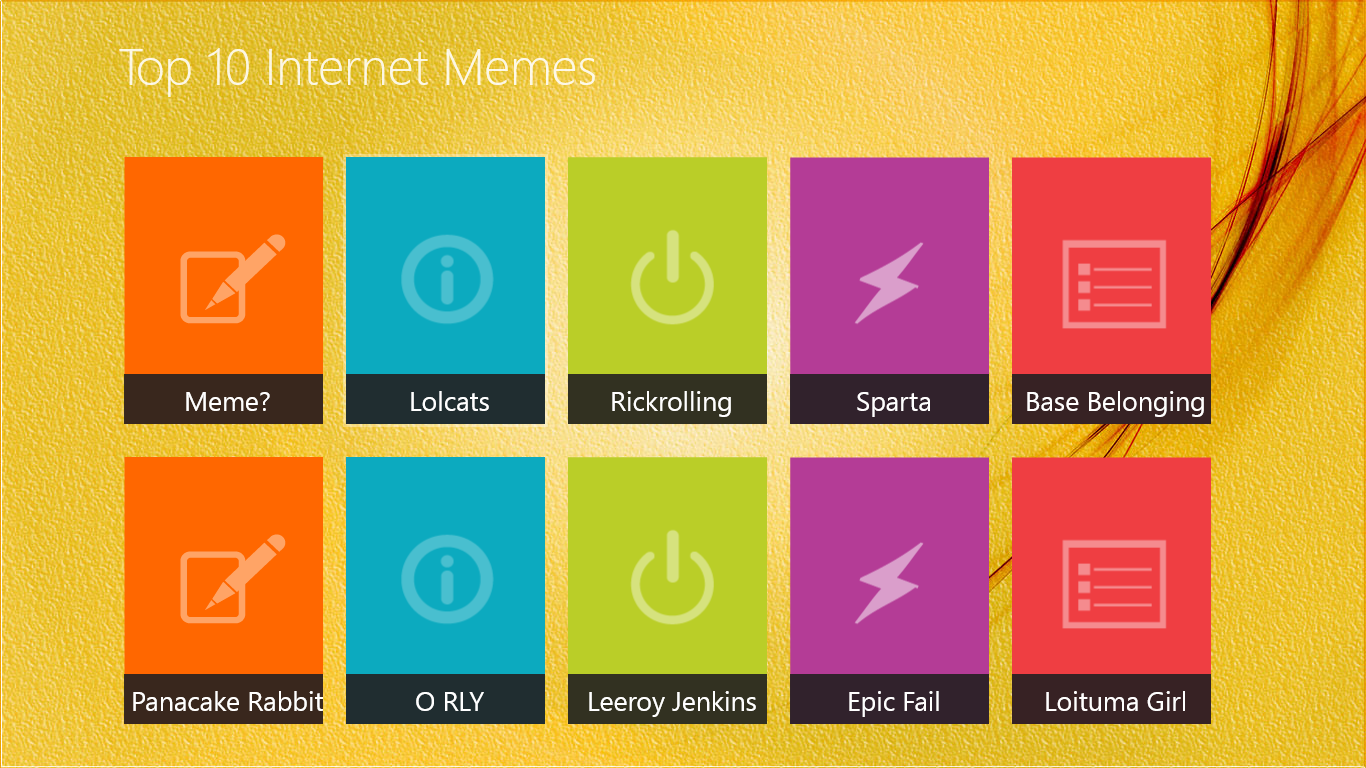 Top 10 Internet Memes
Meme?
Lolcats
Rickrolling
Sparta
Base Belonging
Panacake Rabbit
O RLY
Leeroy Jenkins
Epic Fail
Loituma Girl